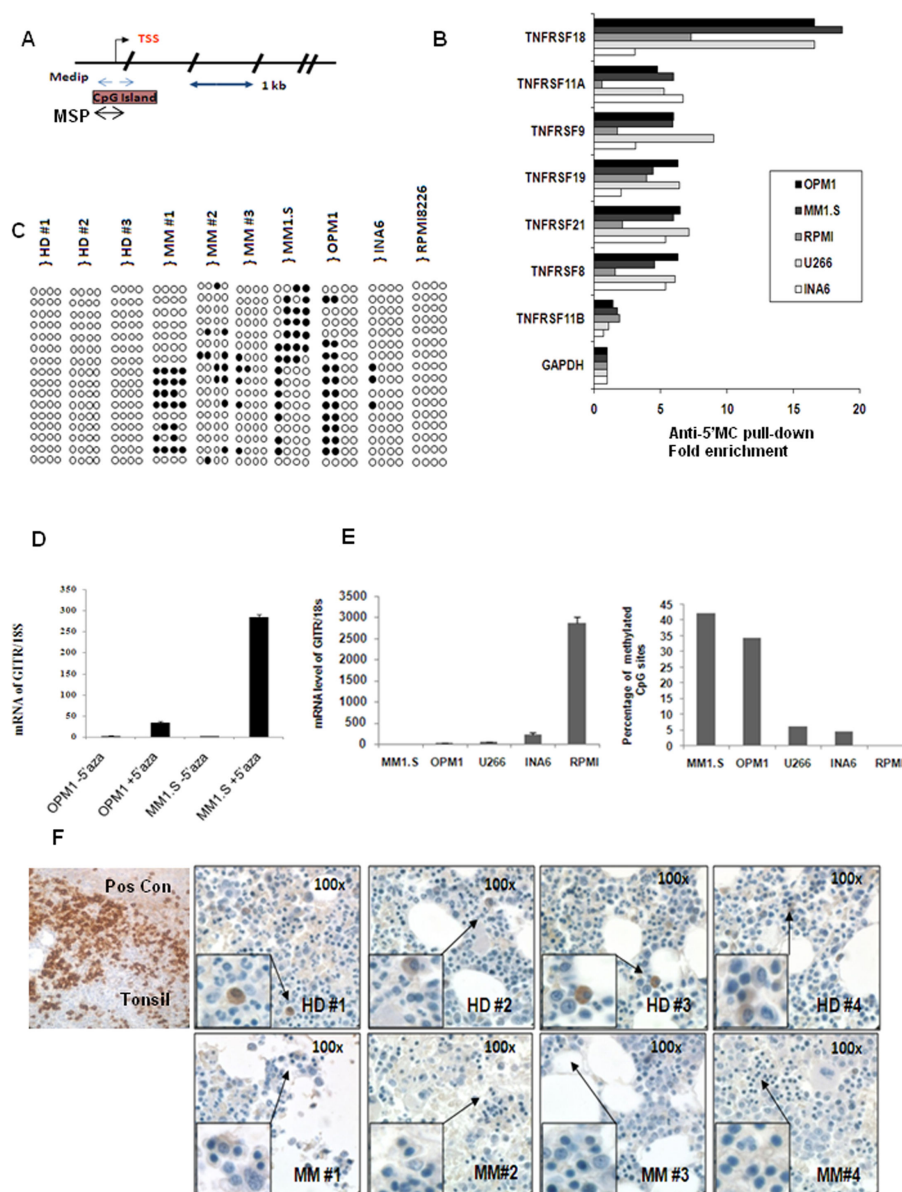 A
TSS
Medip
1 kb
CpG Island
MSP
B
TNFRSF18
TNFRSF11A
TNFRSF9
TNFRSF19
TNFRSF21
TNFRSF8
TNFRSF11B
GAPDH
OPM1
MM1.S
RPMI
U266
INA6
0 5 10 15 20
Anti-5'MC pull-down
Fold enrichment
C
} HD #1
} HD #2
} HD #3
} MM #1
} MM #2
} MM #3
} MM1.S
} OPM1
} INA6
} RPMI8226
D
mRNA of GITR/18S
350
300
250
200
150
100
50
0
OPM1 -5'aza
OPM1 +5'aza
MM1.S -5'aza
MM1.S +5'aza
E
mRNA level of GITR/18s
3500
3000
2500
2000
1500
1000
500
0
MM1.S OPM1 U266 INA6 RPMI
Percentage of methylated
CpG sites
45
40
35
30
25
20
15
10
5
0
MM1.S OPM1 U266 INA6 RPMI
F
Pos Con
Tonsil
100x
HD #1
100x
HD #2
100x
HD #3
100x
HD #4
100x
MM #1
100x
MM#2
100x
MM #3
100x
MM#4